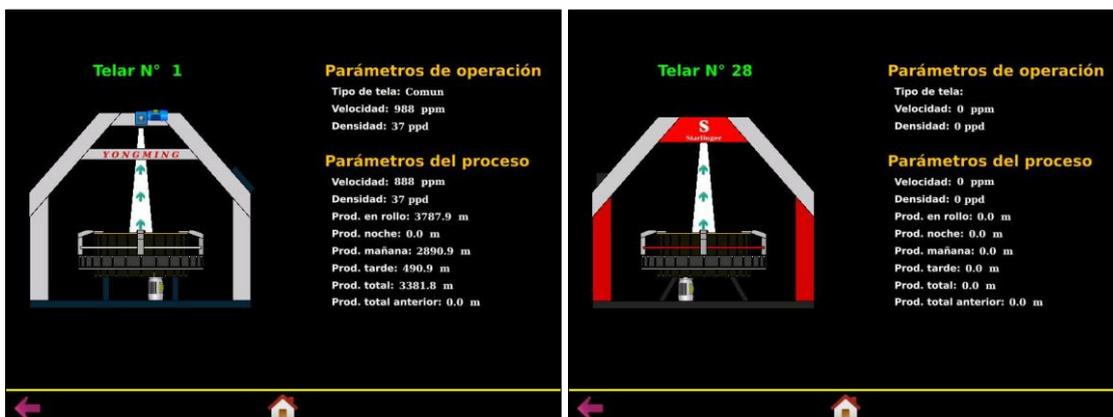 Telar N° 1
Parámetros de operación
Tipo de tela: Comun
Velocidad: 988 ppm
Densidad: 37 ppd
YONGMING
Parámetros del proceso
Velocidad: 888 ppm
Densidad: 37 ppd
Prod. en rollo: 3787.9 m
Prod. noche: 0.0 m
Prod. mañana: 2890.9 m
Prod. tarde: 490.9 m
Prod. total: 3381.8 m
Prod. total anterior: 0.0 m
Telar N° 28
Parámetros de operación
Tipo de tela:
Velocidad: 0 ppm
Densidad: 0 ppd
S
Starlinger
Parámetros del proceso
Velocidad: 0 ppm
Densidad: 0 ppd
Prod. en rollo: 0.0 m
Prod. noche: 0.0 m
Prod. mañana: 0.0 m
Prod. tarde: 0.0 m
Prod. total: 0.0 m
Prod. total anterior: 0.0 m